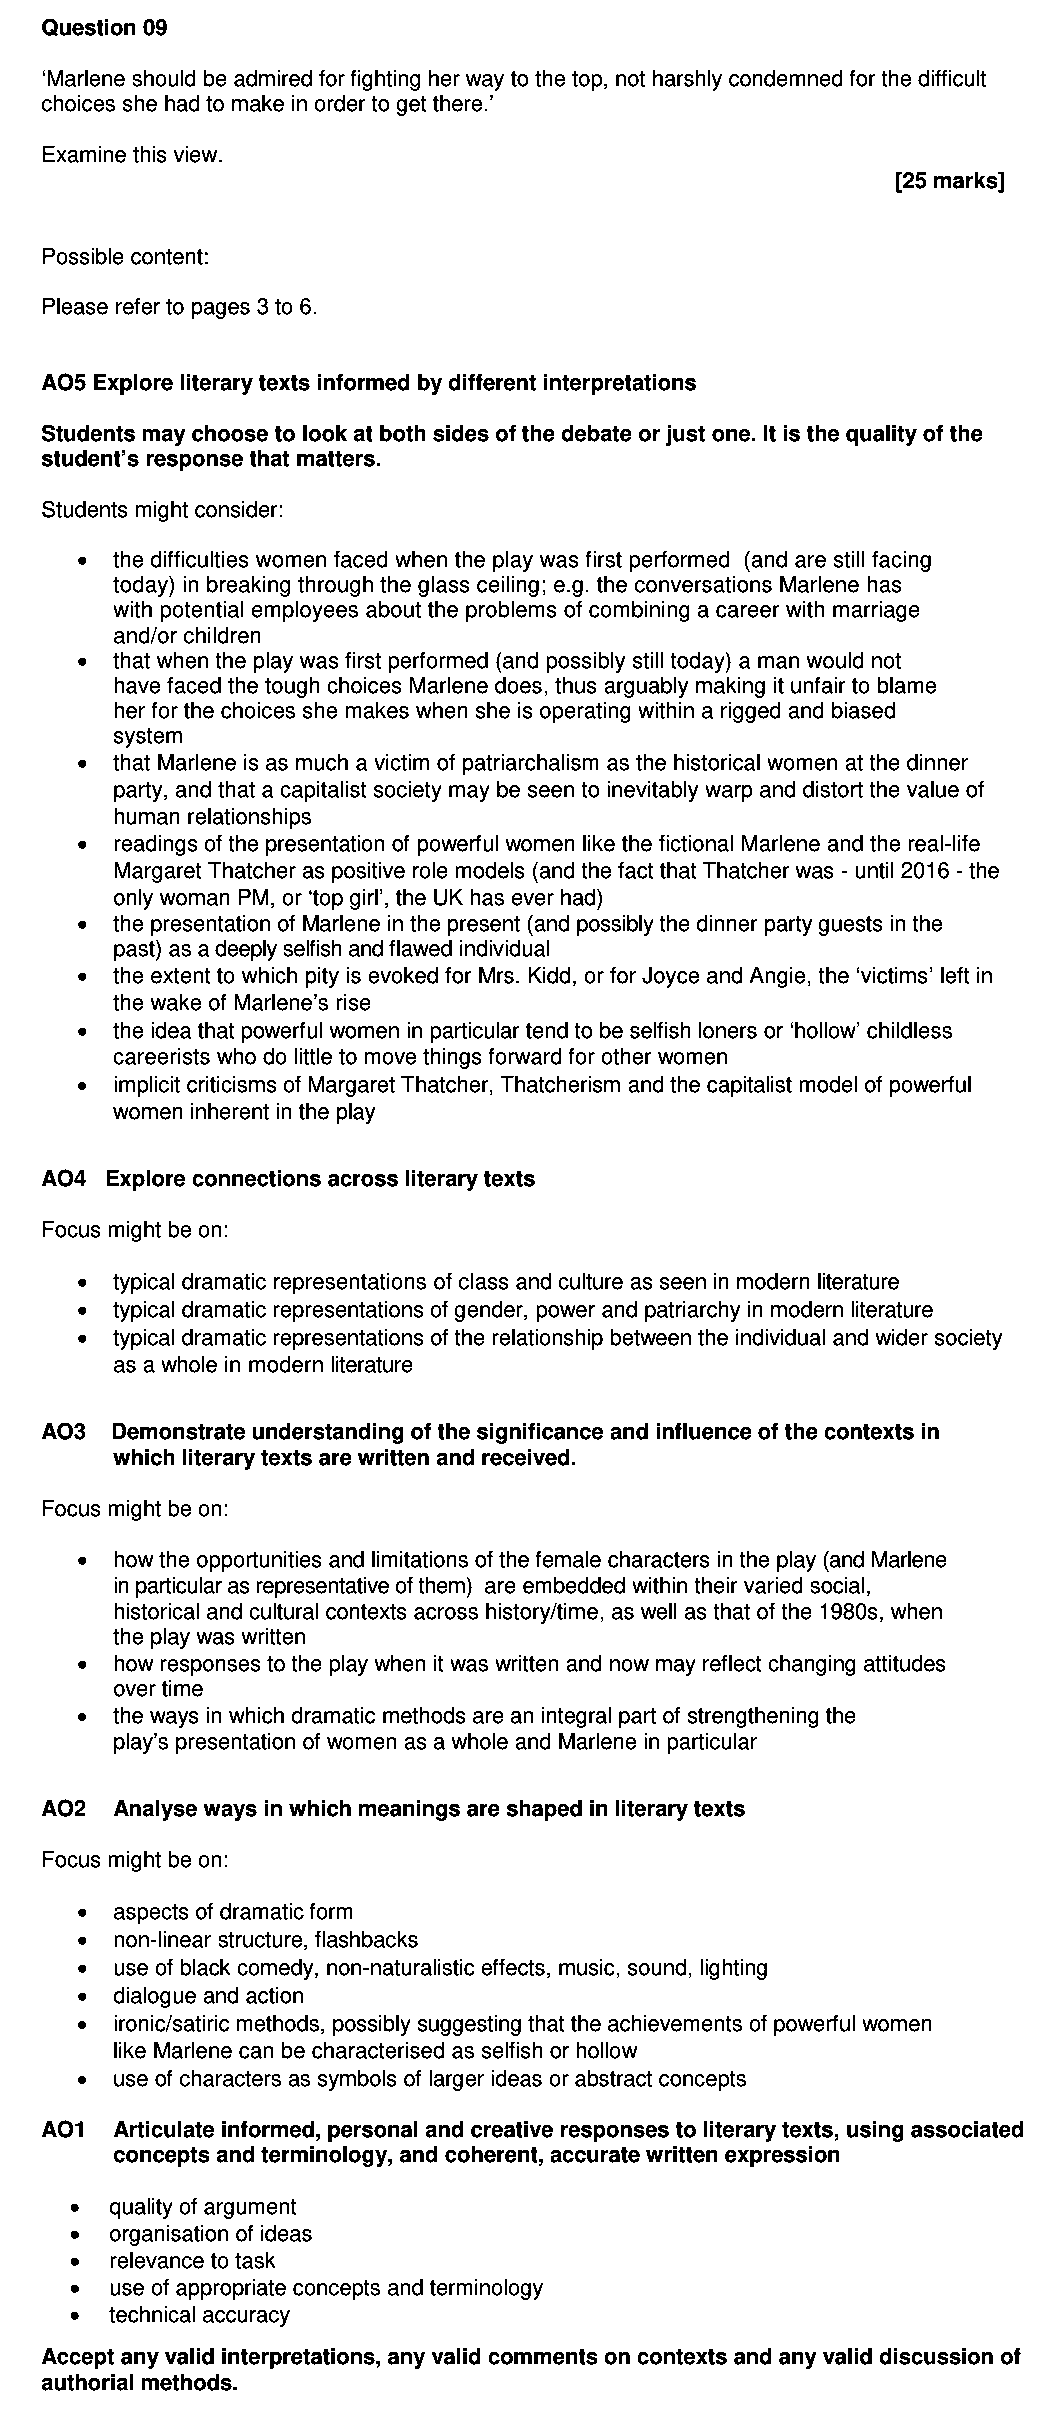 Question 09
‘Marlene should be admired for fighting her way to the top, not harshly condemned for the difficult
choices she had to make in order to get there.’
Examine this view.
[25 marks]
Possible content:
Please refer to pages 3 to 6.
AO5 Explore literary texts informed by different interpretations
Students may choose to look at both sides of the debate or just one. It is the quality of the
student’s response that matters.
Students might consider:
• the difficulties women faced when the play was first performed (and are still facing
today) in breaking through the glass ceiling; e.g. the conversations Marlene has
with potential employees about the problems of combining a career with marriage
and/or children
• that when the play was first performed (and possibly still today) a man would not
have faced the tough choices Marlene does, thus arguably making it unfair to blame
her for the choices she makes when she is operating within a rigged and biased
system
• that Marlene is as much a victim of patriarchalism as the historical women at the dinner
party, and that a capitalist society may be seen to inevitably warp and distort the value of
human relationships
• readings of the presentation of powerful women like the fictional Marlene and the real-life
Margaret Thatcher as positive role models (and the fact that Thatcher was - until 2016 - the
only woman PM, or ‘top girl’, the UK has ever had)
• the presentation of Marlene in the present (and possibly the dinner party guests in the
past) as a deeply selfish and flawed individual
• the extent to which pity is evoked for Mrs. Kidd, or for Joyce and Angie, the ‘victims’ left in
the wake of Marlene’s rise
• the idea that powerful women in particular tend to be selfish loners or ‘hollow’ childless
careerists who do little to move things forward for other women
• implicit criticisms of Margaret Thatcher, Thatcherism and the capitalist model of powerful
women inherent in the play
AO4 Explore connections across literary texts
Focus might be on:
• typical dramatic representations of class and culture as seen in modern literature
• typical dramatic representations of gender, power and patriarchy in modern literature
• typical dramatic representations of the relationship between the individual and wider society
as a whole in modern literature
AO3 Demonstrate understanding of the significance and influence of the contexts in
which literary texts are written and received.
Focus might be on:
• how the opportunities and limitations of the female characters in the play (and Marlene
in particular as representative of them) are embedded within their varied social,
historical and cultural contexts across history/time, as well as that of the 1980s, when
the play was written
• how responses to the play when it was written and now may reflect changing attitudes
over time
• the ways in which dramatic methods are an integral part of strengthening the
play’s presentation of women as a whole and Marlene in particular
AO2 Analyse ways in which meanings are shaped in literary texts
Focus might be on:
• aspects of dramatic form
• non-linear structure, flashbacks
• use of black comedy, non-naturalistic effects, music, sound, lighting
• dialogue and action
• ironic/satiric methods, possibly suggesting that the achievements of powerful women
like Marlene can be characterised as selfish or hollow
• use of characters as symbols of larger ideas or abstract concepts
AO1 Articulate informed, personal and creative responses to literary texts, using associated
concepts and terminology, and coherent, accurate written expression
• quality of argument
• organisation of ideas
• relevance to task
• use of appropriate concepts and terminology
• technical accuracy
Accept any valid interpretations, any valid comments on contexts and any valid discussion of
authorial methods.